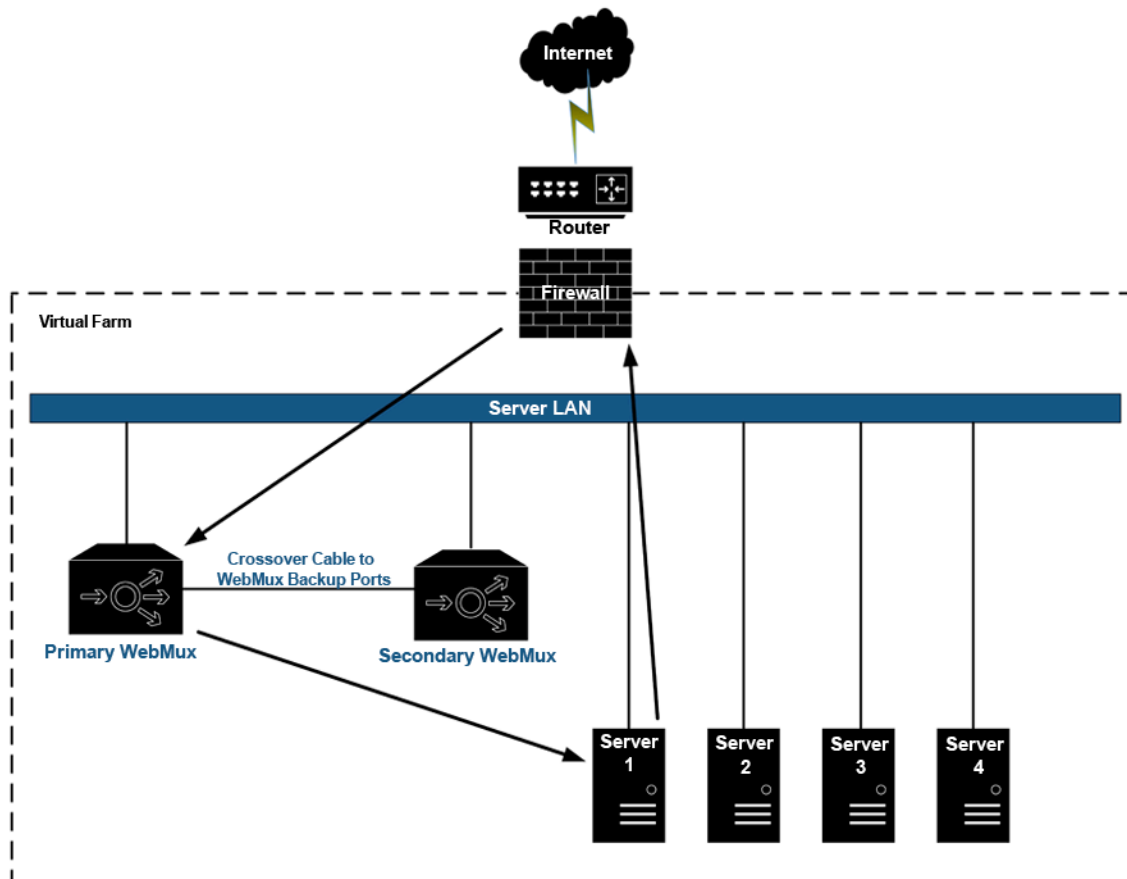 Internet
Router
Firewall
Virtual Farm
Server LAN
Crossover Cable to
WebMux Backup Ports
Primary WebMux
Secondary WebMux
Server
1
Server
2
Server
3
Server
4